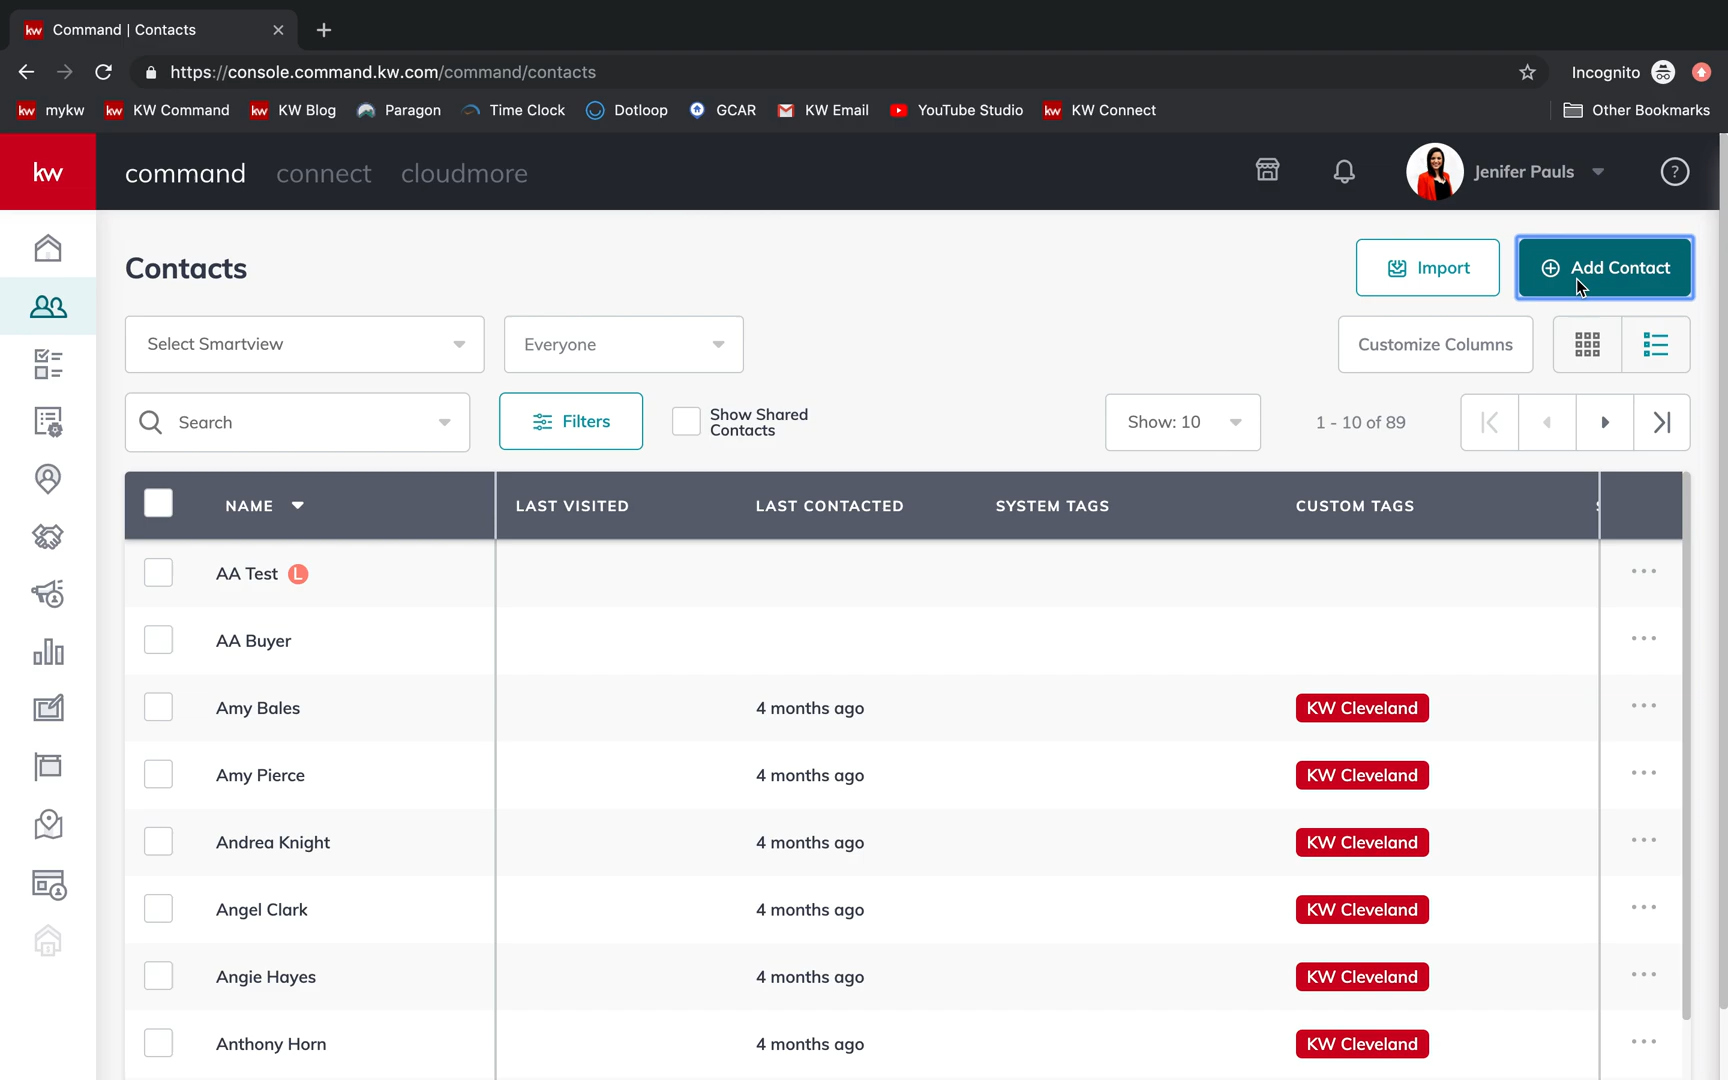 kw Command | Contacts
https://console.command.kw.com/command/contacts
Incognito
kw mykw kw KW Command kw KW Blog Paragon Time Clock Dotloop GCAR KW Email YouTube Studio kw KW Connect Other Bookmarks
kw command connect cloudmore Jenifer Pauls ?
Contacts
Import
Add Contact
Select Smartview
Everyone
Customize Columns
Search
Filters
Show Shared
Contacts
Show: 10
1 - 10 of 89
NAME LAST VISITED LAST CONTACTED SYSTEM TAGS CUSTOM TAGS
AA Test L
AA Buyer
Amy Bales 4 months ago KW Cleveland
Amy Pierce 4 months ago KW Cleveland
Andrea Knight 4 months ago KW Cleveland
Angel Clark 4 months ago KW Cleveland
Angie Hayes 4 months ago KW Cleveland
Anthony Horn 4 months ago KW Cleveland